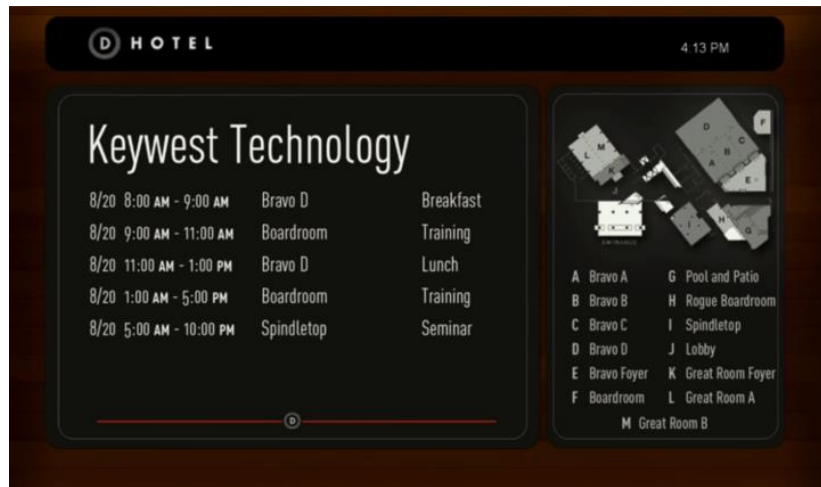 D HOTEL
4:13 PM
Keywest Technology
8/20 8:00 AM - 9:00 AM Bravo D Breakfast
8/20 9:00 AM - 11:00 AM Boardroom Training
8/20 11:00 AM - 1:00 PM Bravo D Lunch
8/20 1:00 AM - 5:00 PM Boardroom Training
8/20 5:00 AM - 10:00 PM Spindletop Seminar
D
F
D
C
M
B
L
A
K
E
J
H
I
G
ENTRANCE
A Bravo A
B Bravo B
C Bravo C
D Bravo D
E Bravo Foyer
F Boardroom
G Pool and Patio
H Rogue Boardroom
I Spindletop
J Lobby
K Great Room Foyer
L Great Room A
M Great Room B